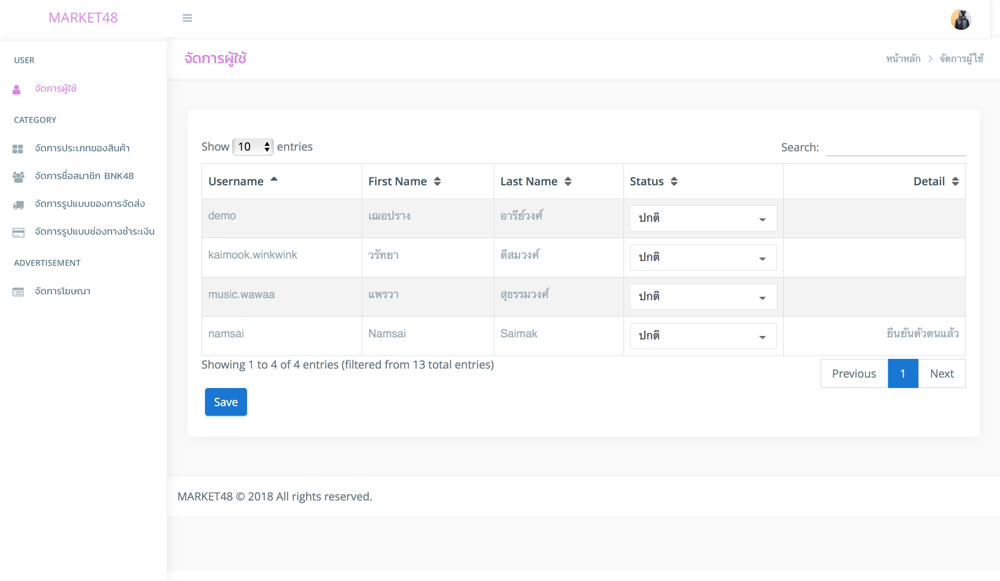 MARKET48
USER
จัดการผู้ใช้
CATEGORY
จัดการประเภทของสินค้า
จัดการชื่อสมาชิก BNK48
จัดการรูปแบบของการจัดส่ง
จัดการรูปแบบช่องทางชำระเงิน
ADVERTISEMENT
จัดการโฆษณา
จัดการผู้ใช้
หน้าหลัก > จัดการผู้ใช้
Show 10 entries
Search:
Username First Name Last Name Status Detail
demo เฌอปราง อารีย์วงศ์ ปกติ
kaimook.winkwink วรัทยา ดีสมวงศ์ ปกติ
music.wawaa แพรวา สุธรรมวงศ์ ปกติ
namsai Namsai Saimak ปกติ ยืนยันตัวตนแล้ว
Showing 1 to 4 of 4 entries (filtered from 13 total entries)
Previous 1 Next
Save
MARKET48 © 2018 All rights reserved.